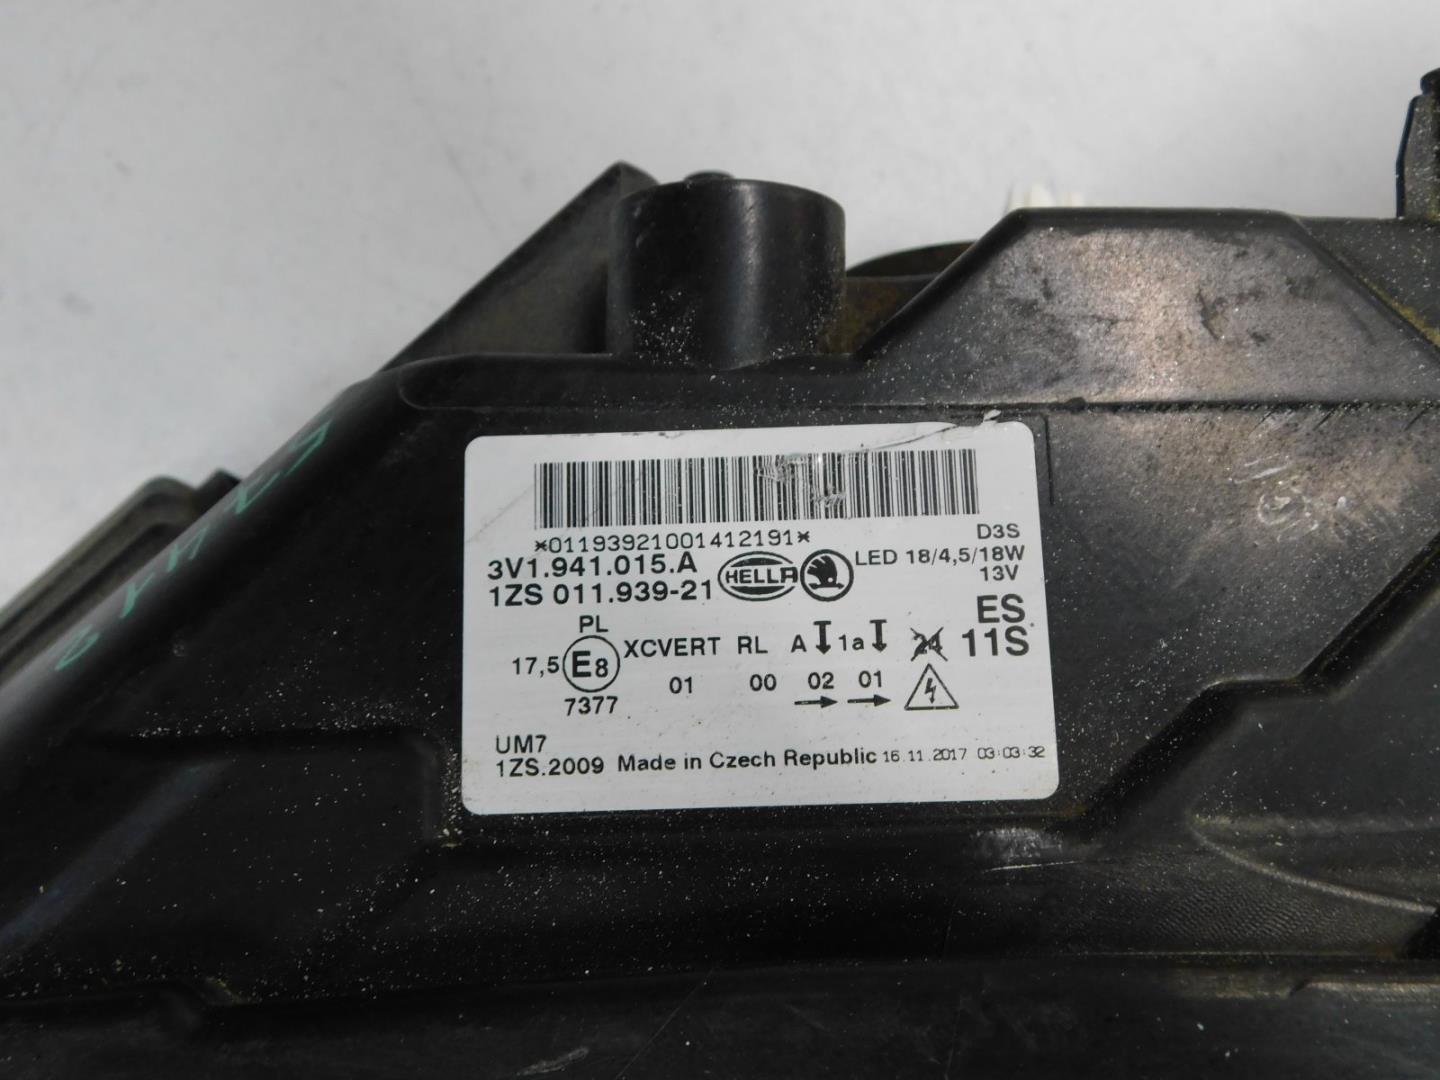 *01193921001412191*
D3S
3V1.941.015.A HELLA LED 18/4,5/18W
1ZS 011.939-21 13V
ES
PL
XCVERT RL A 1a 24 11S
17,5 E8
01 00 02 01
7377
UM7
1ZS.2009 Made in Czech Republic 16.11.2017 03:03:32